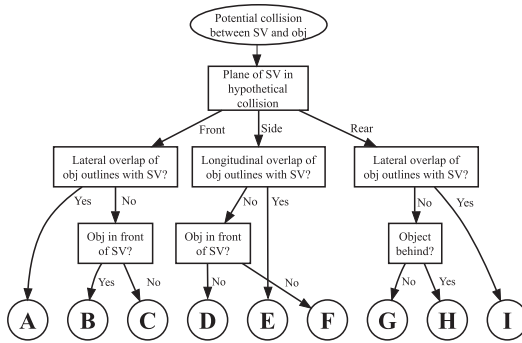 Potential collision
between SV and obj
Plane of SV in
hypothetical
collision
Front
Side
Rear
Lateral overlap of
obj outlines with SV?
Longitudinal overlap of
obj outlines with SV?
Lateral overlap of
obj outlines with SV?
Yes
No
No
Yes
No
Yes
Obj in front
of SV?
Obj in front
of SV?
Object
behind?
Yes
No
No
No
No
Yes
A
B
C
D
E
F
G
H
I